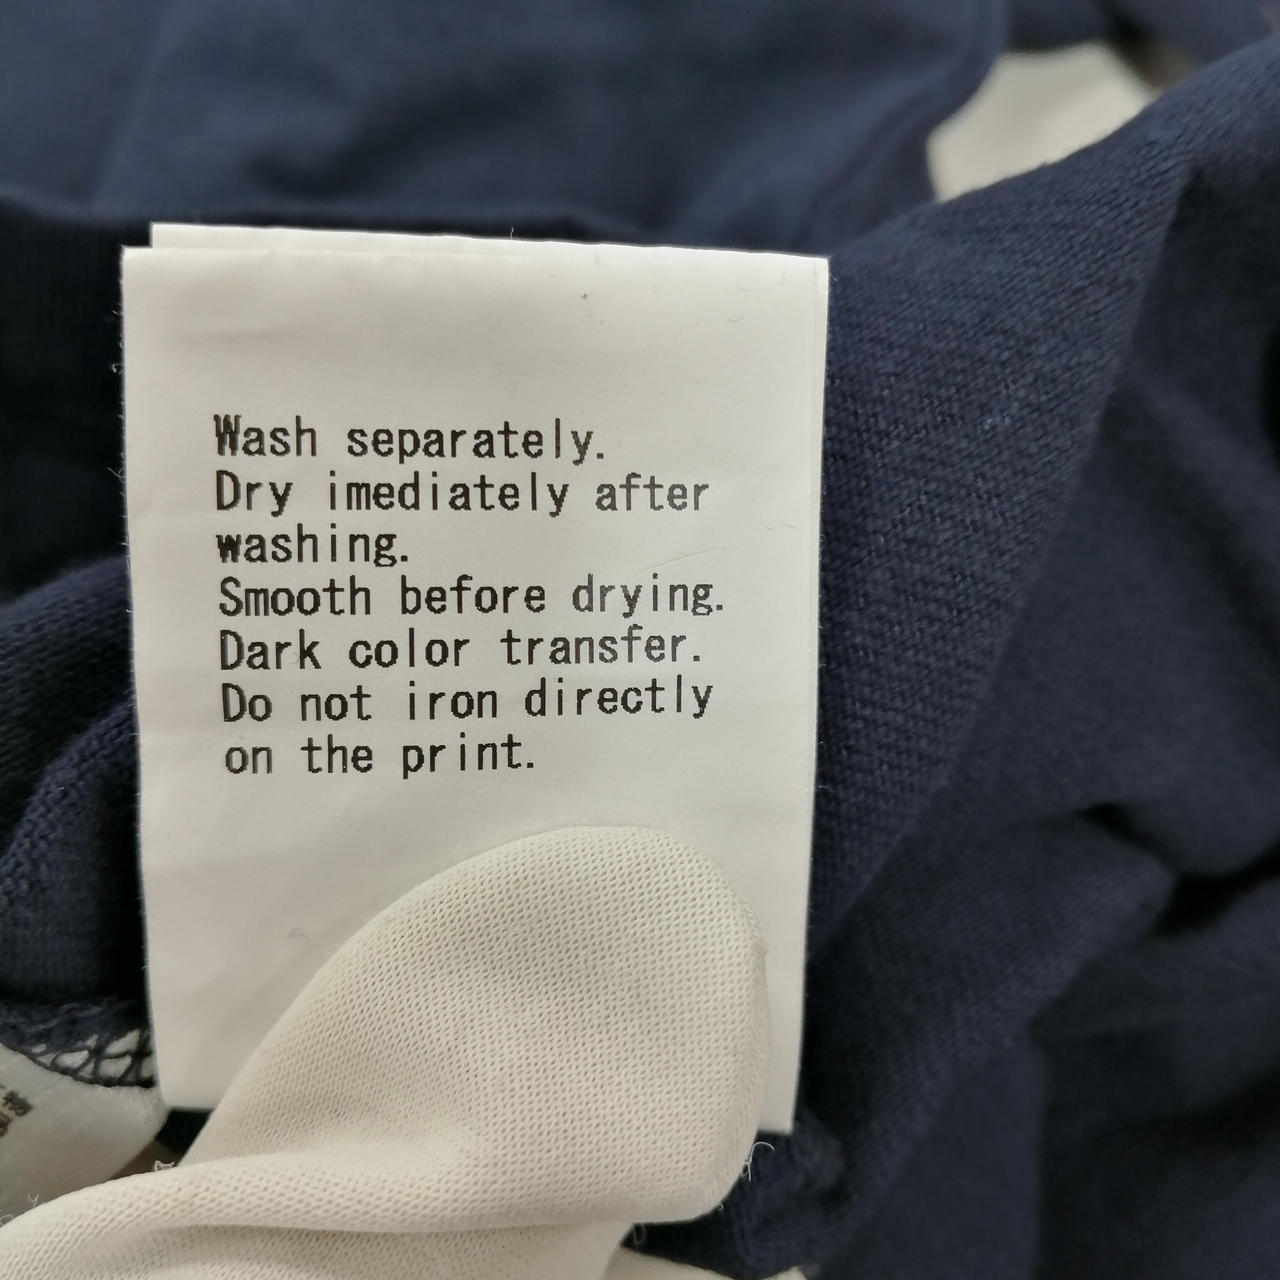 Wash separately.
Dry imediately after
washing.
Smooth before drying.
Dark color transfer.
Do not iron directly
on the print.